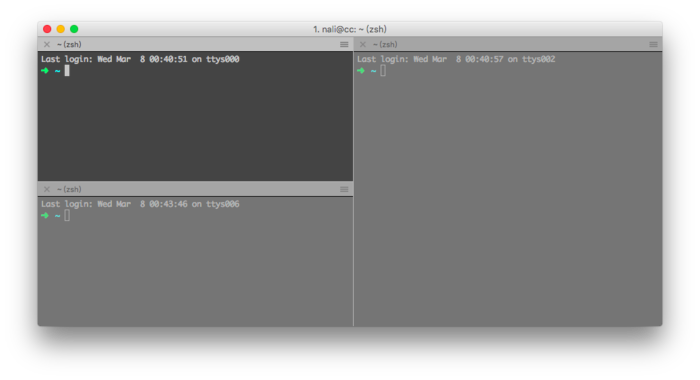 1. nali@cc: ~ (zsh)
~ (zsh)
Last login: Wed Mar  8 00:40:51 on ttys000
➜ ~
~ (zsh)
Last login: Wed Mar  8 00:43:46 on ttys006
➜ ~
~ (zsh)
Last login: Wed Mar  8 00:40:57 on ttys002
➜ ~